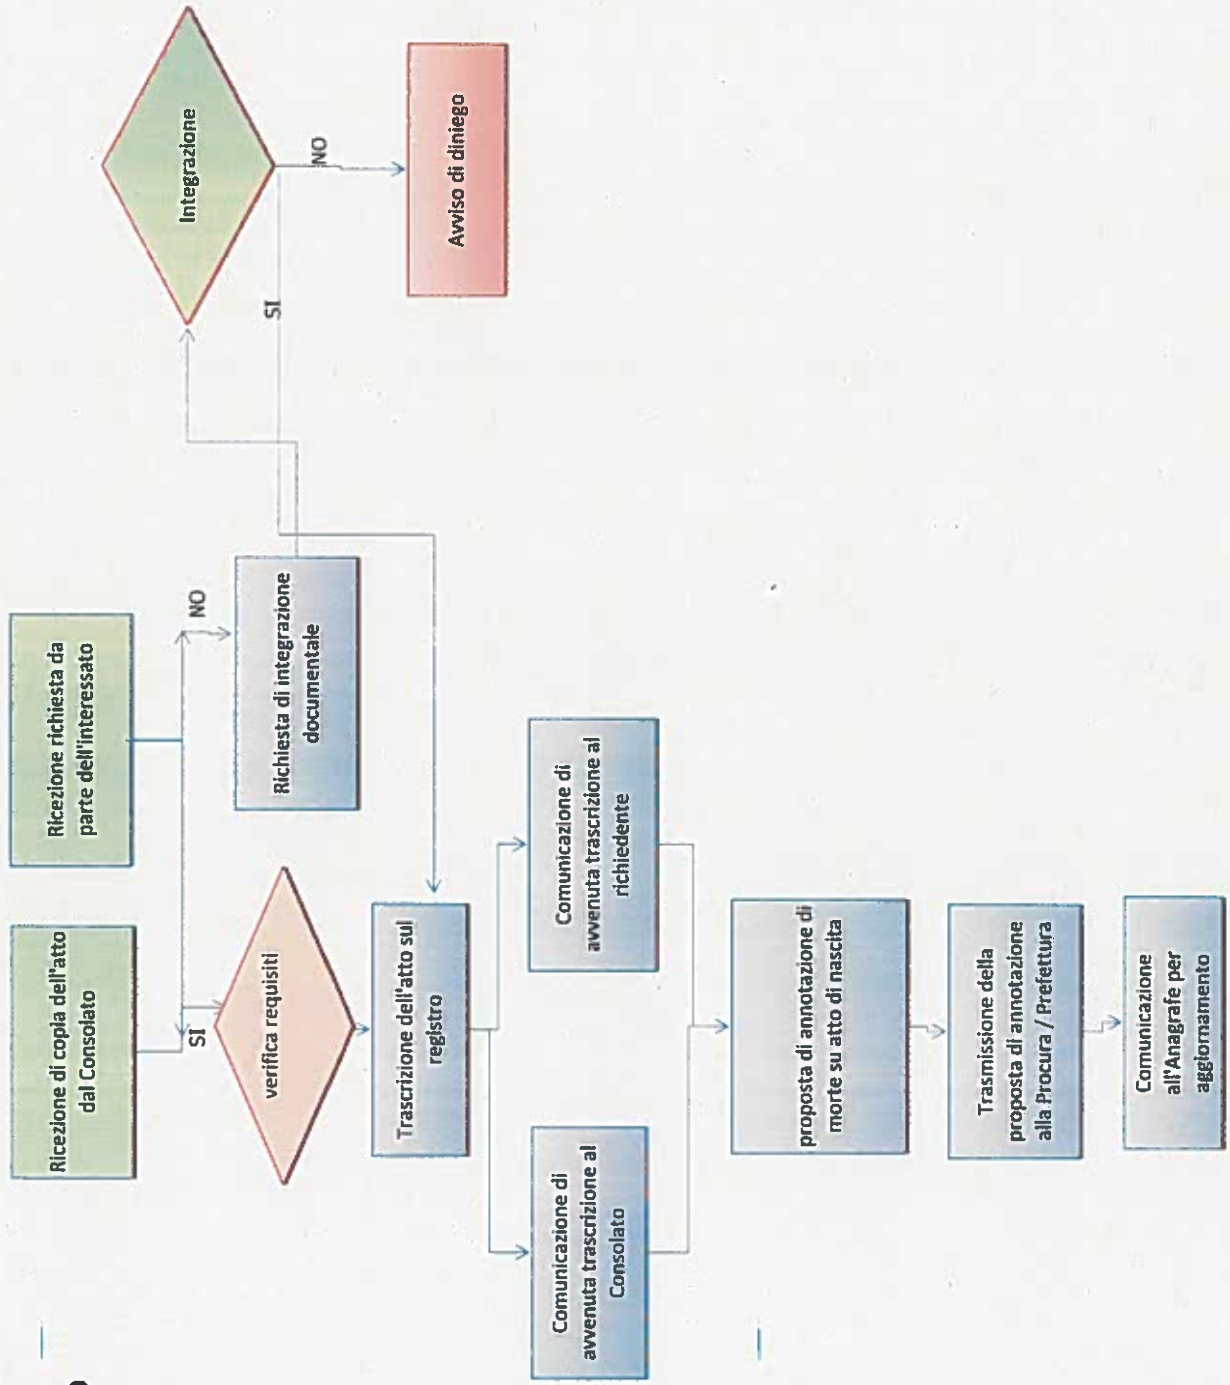 Ricezione di copia dell'atto
dal Consolato
Ricezione richiesta da
parte dell'interessato
SI
NO
verifica requisiti
Richiesta di integrazione
documentale
Integrazione
SI
NO
Avviso di diniego
Trascrizione dell'atto sul
registro
Comunicazione di
avvenuta trascrizione al
Consolato
Comunicazione di
avvenuta trascrizione al
richiedente
proposta di annotazione di
morte su atto di nascita
Trasmissione della
proposta di annotazione
alla Procura / Prefettura
Comunicazione
all'Anagrafe per
aggiornamento